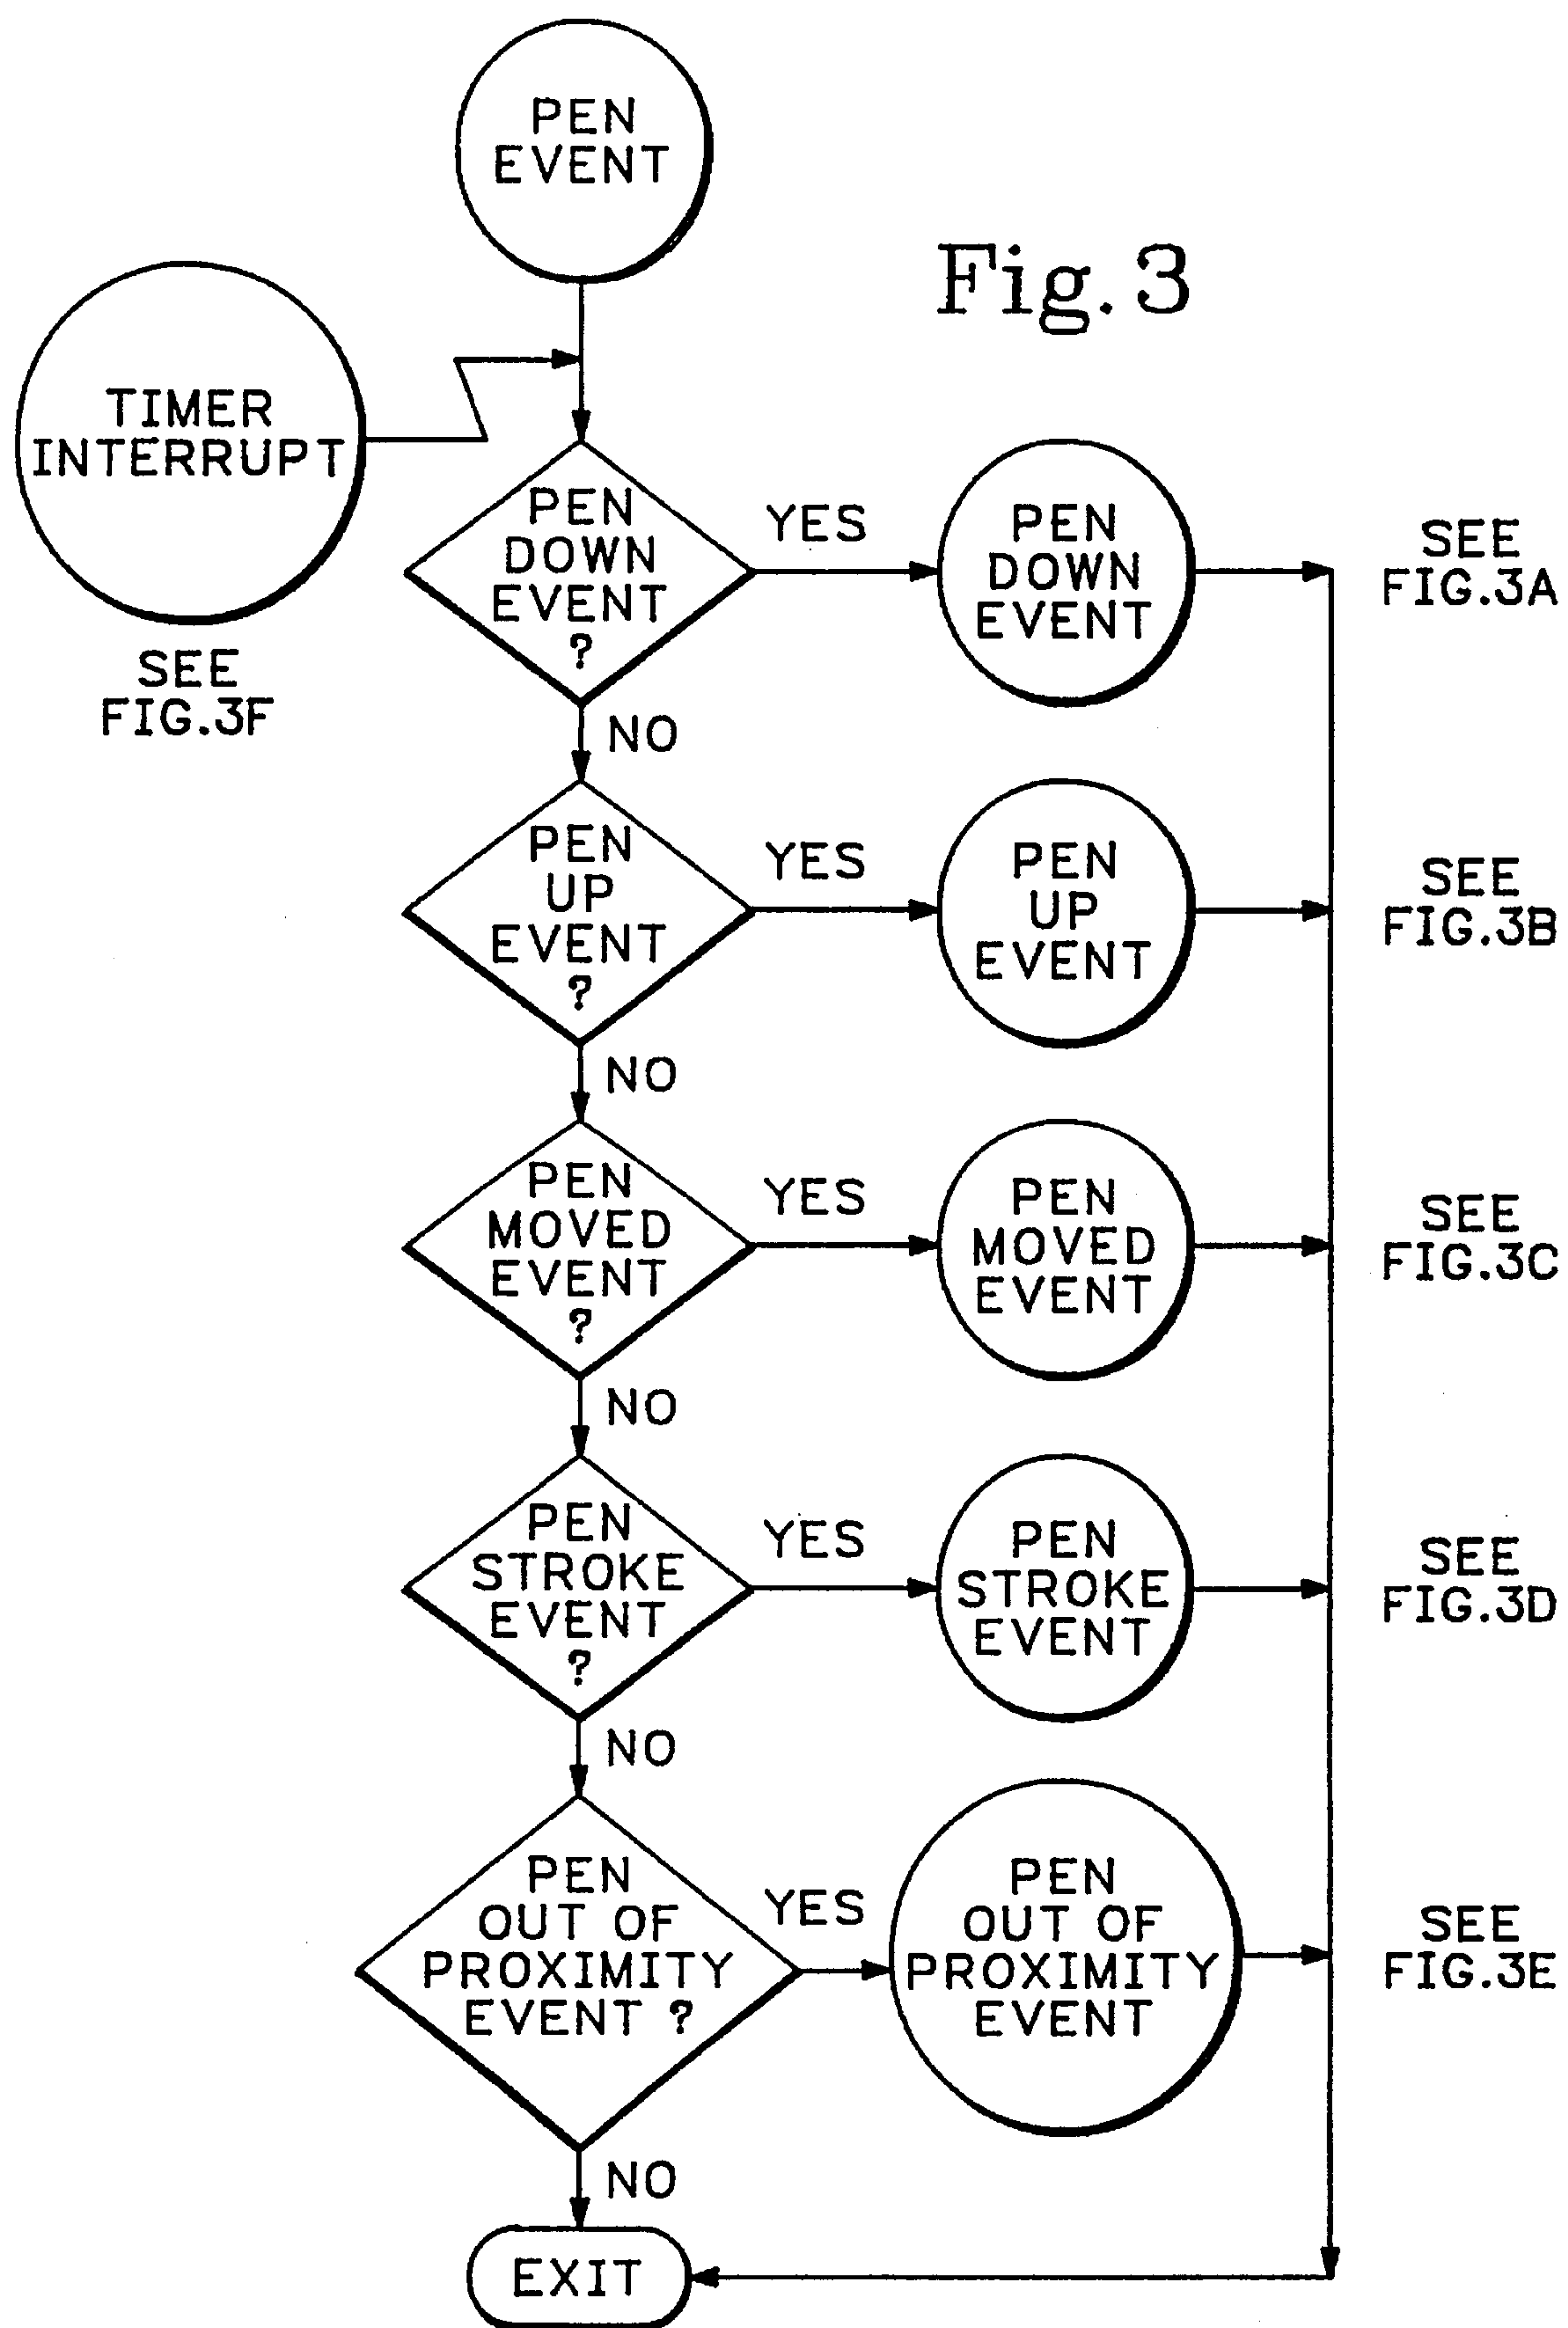 PEN
EVENT
Fig. 3
TIMER
INTERRUPT
SEE
FIG.3F
PEN
DOWN
EVENT
?
YES
PEN
DOWN
EVENT
SEE
FIG.3A
NO
PEN
UP
EVENT
?
YES
PEN
UP
EVENT
SEE
FIG.3B
NO
PEN
MOVED
EVENT
?
YES
PEN
MOVED
EVENT
SEE
FIG.3C
NO
PEN
STROKE
EVENT
?
YES
PEN
STROKE
EVENT
SEE
FIG.3D
NO
PEN
OUT OF
PROXIMITY
EVENT ?
YES
PEN
OUT OF
PROXIMITY
EVENT
SEE
FIG.3E
NO
EXIT